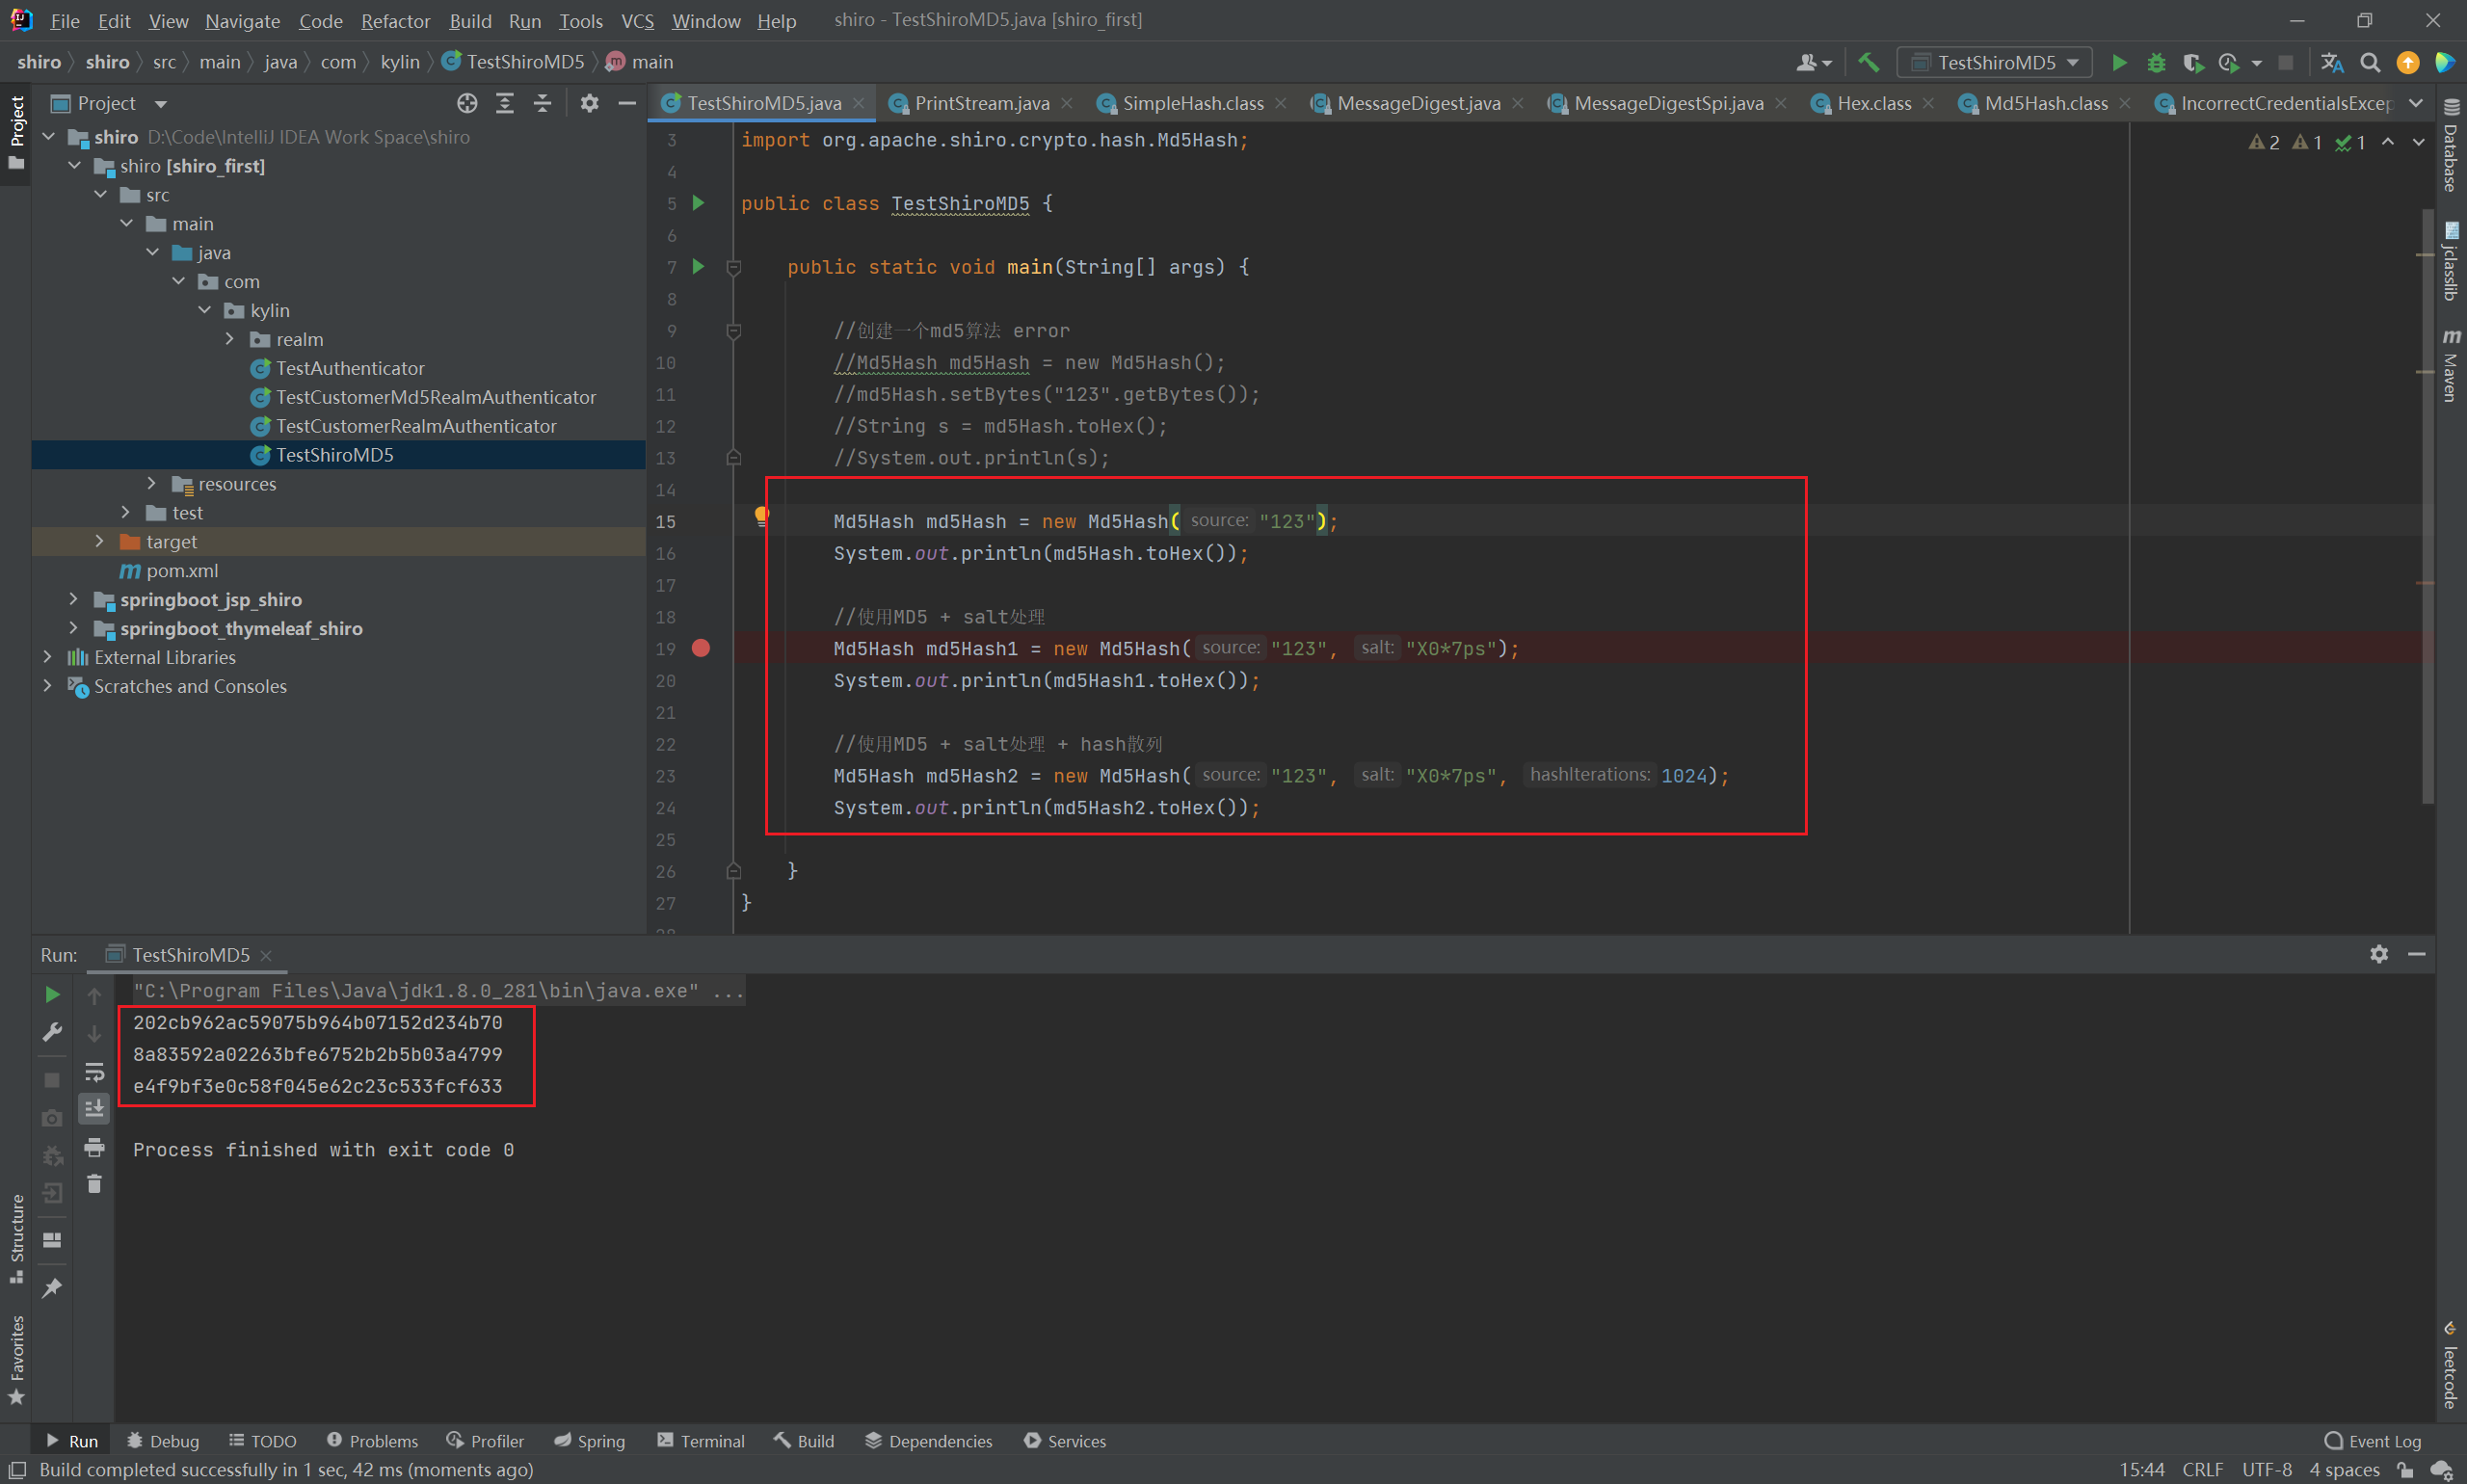 File Edit View Navigate Code Refactor Build Run Tools VCS Window Help shiro - TestShiroMD5.java [shiro_first]
shiro shiro src main java com kylin TestShiroMD5 main TestShiroMD5
Project
Project
shiro D:\Code\IntelliJ IDEA Work Space\shiro
shiro [shiro_first]
src
main
java
com
kylin
realm
TestAuthenticator
TestCustomerMd5RealmAuthenticator
TestCustomerRealmAuthenticator
TestShiroMD5
resources
test
target
pom.xml
springboot_jsp_shiro
springboot_thymeleaf_shiro
External Libraries
Scratches and Consoles
Structure
Favorites
TestShiroMD5.java PrintStream.java SimpleHash.class MessageDigest.java MessageDigestSpi.java Hex.class Md5Hash.class IncorrectCredentialsExcep
2 1 1
3 import org.apache.shiro.crypto.hash.Md5Hash;
4
5 public class TestShiroMD5 {
6
7 public static void main(String[] args) {
8
9 //创建一个md5算法 error
10 //Md5Hash md5Hash = new Md5Hash();
11 //md5Hash.setBytes("123".getBytes());
12 //String s = md5Hash.toHex();
13 //System.out.println(s);
14
15 Md5Hash md5Hash = new Md5Hash( source: "123");
16 System.out.println(md5Hash.toHex());
17
18 //使用MD5 + salt处理
19 Md5Hash md5Hash1 = new Md5Hash( source: "123", salt: "X0*7ps");
20 System.out.println(md5Hash1.toHex());
21
22 //使用MD5 + salt处理 + hash散列
23 Md5Hash md5Hash2 = new Md5Hash( source: "123", salt: "X0*7ps", hashIterations: 1024);
24 System.out.println(md5Hash2.toHex());
25
26 }
27 }
Database
jclasslib
Maven
leetcode
Run: TestShiroMD5
"C:\Program Files\Java\jdk1.8.0_281\bin\java.exe" ...
202cb962ac59075b964b07152d234b70
8a83592a02263bfe6752b2b5b03a4799
e4f9bf3e0c58f045e62c23c533fcf633
Process finished with exit code 0
Run Debug TODO Problems Profiler Spring Terminal Build Dependencies Services Event Log
Build completed successfully in 1 sec, 42 ms (moments ago) 15:44 CRLF UTF-8 4 spaces